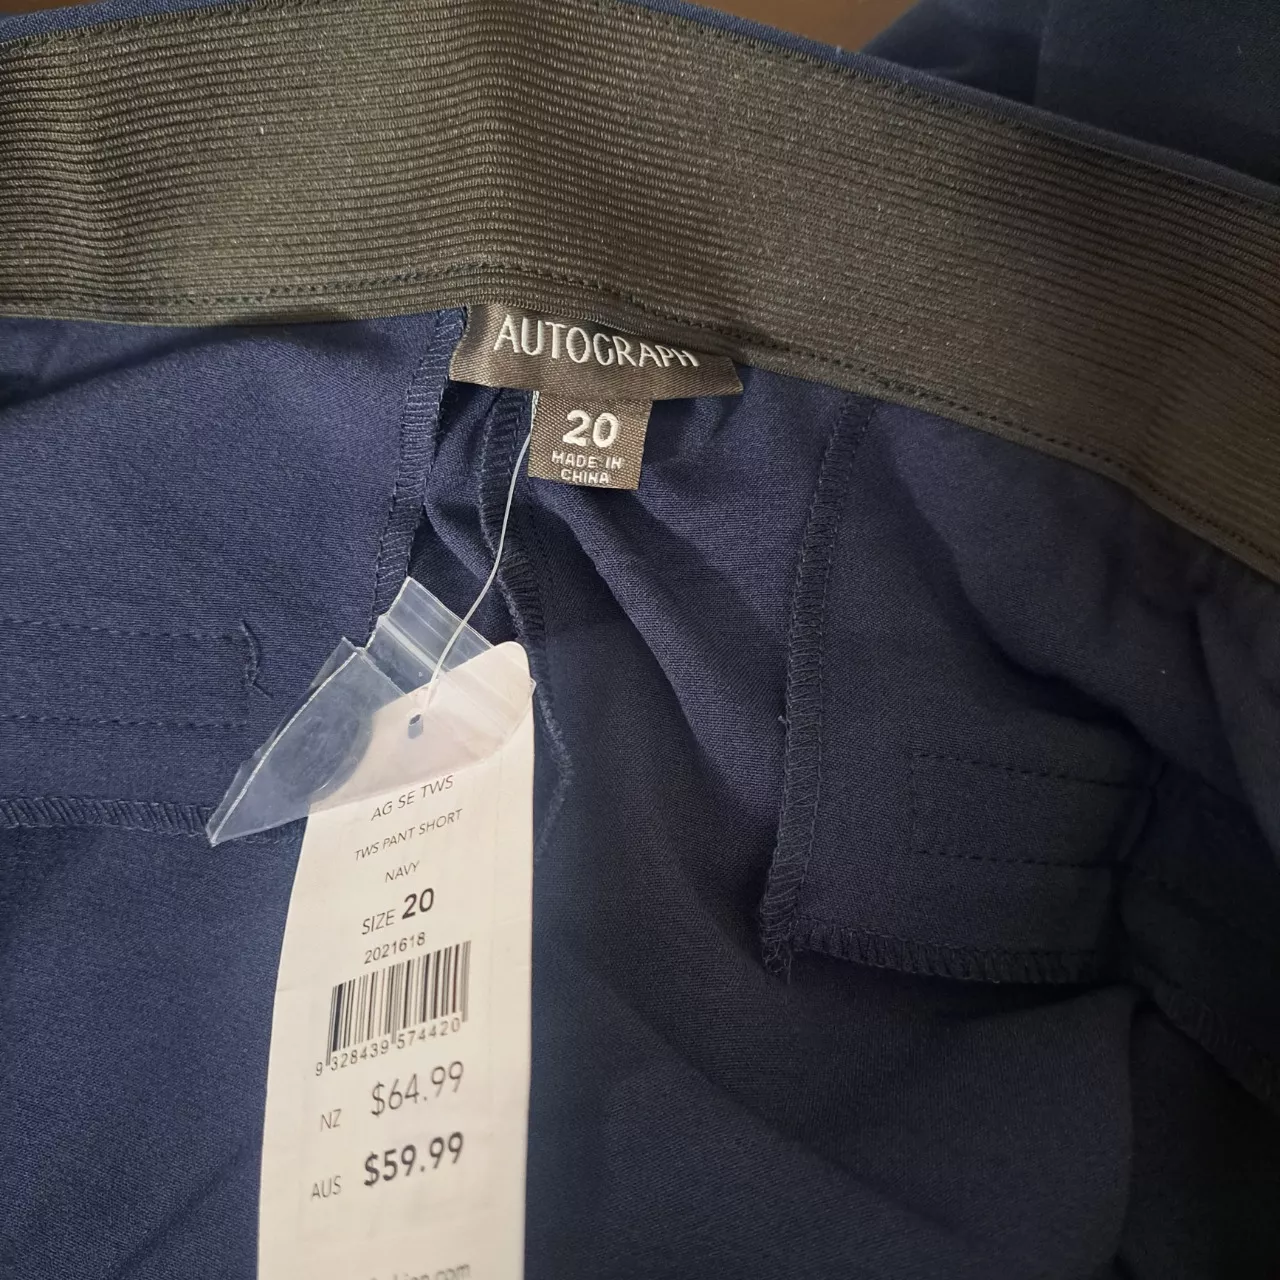 AUTOGRAPH
20
MADE IN
CHINA
AG SE TWS
TWS PANT SHORT
NAVY
SIZE 20
2021618
9 328439 574420
NZ $64.99
AUS $59.99